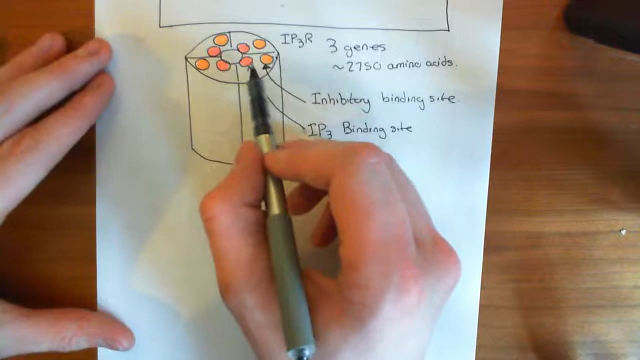 IP₃R 3 genes
~2750 amino acids.
Inhibitory binding site.
IP₃ Binding site